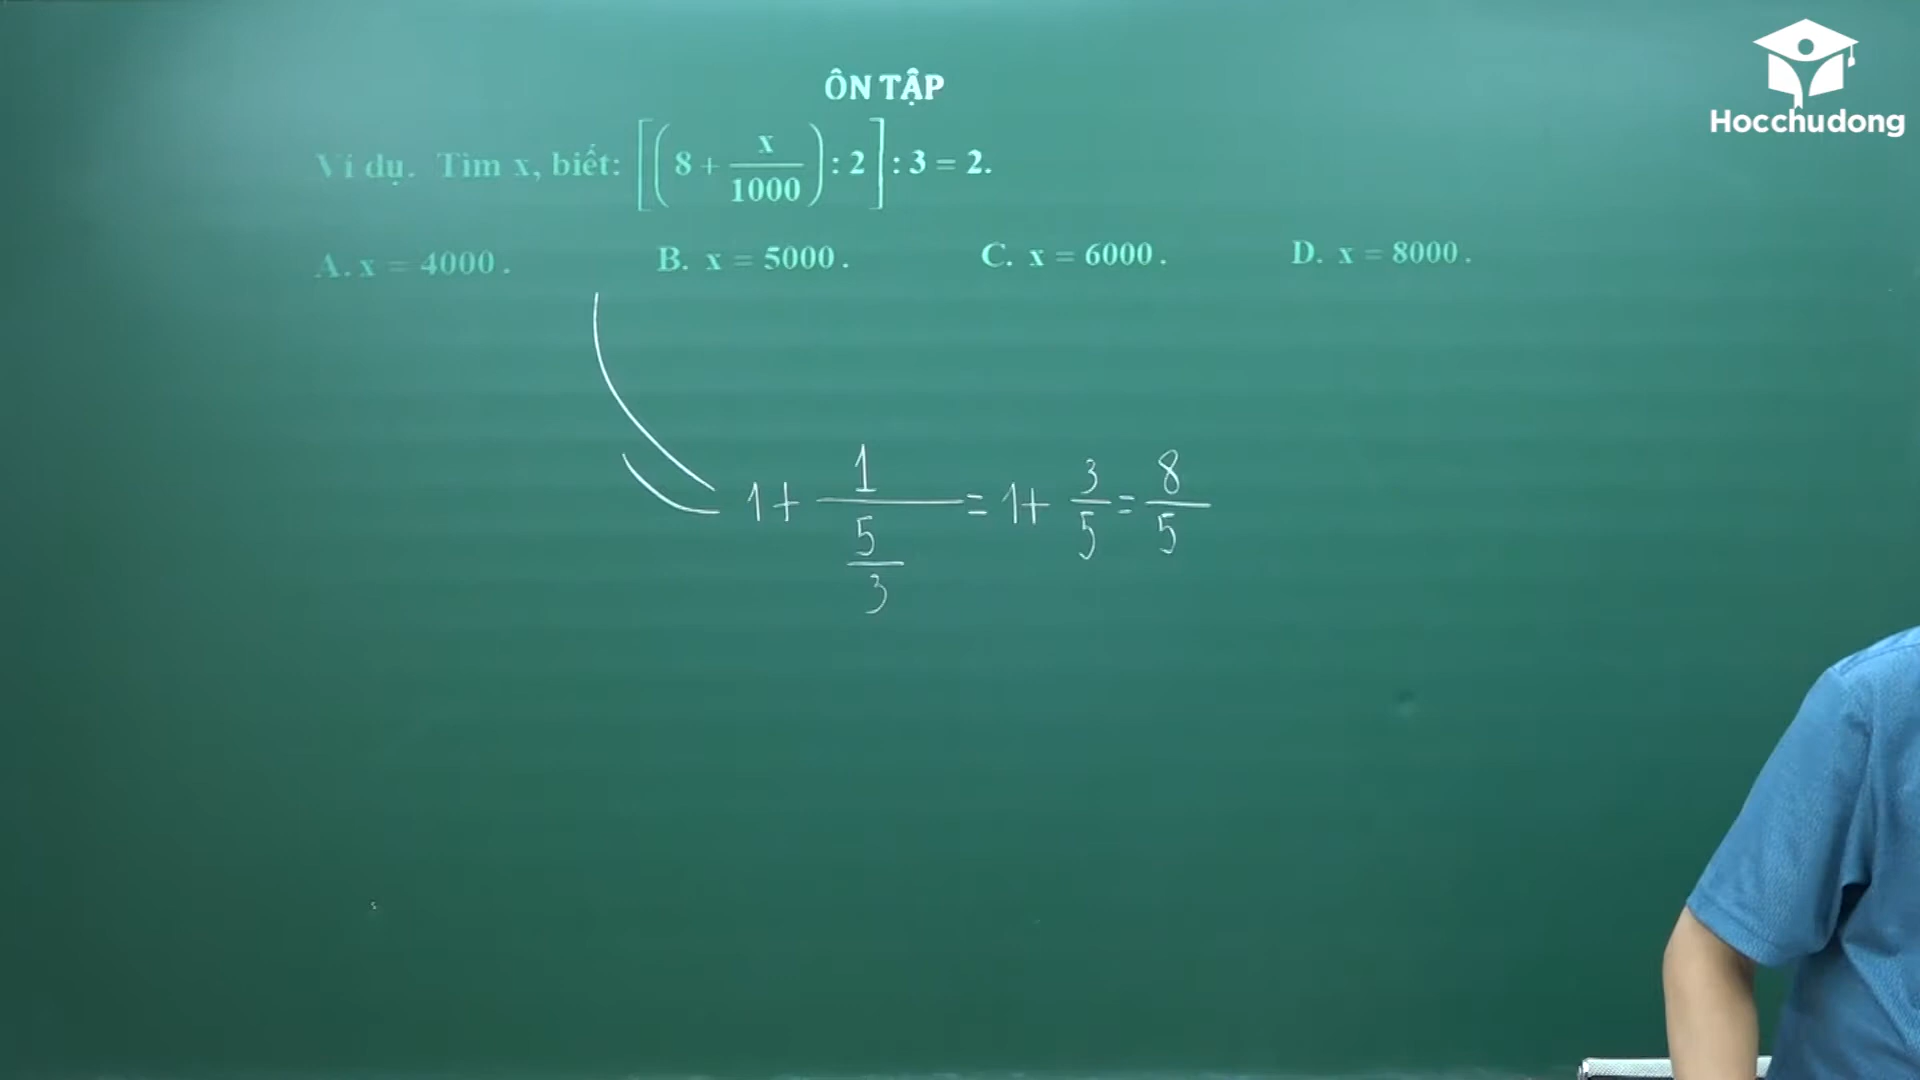 ÔN TẬP
Ví dụ. Tìm x, biết: [(8 + x/1000) : 2] : 3 = 2.
A. x = 4000. B. x = 5000. C. x = 6000. D. x = 8000.
1 + 1/(5/3) = 1 + 3/5 = 8/5
Hocchudong